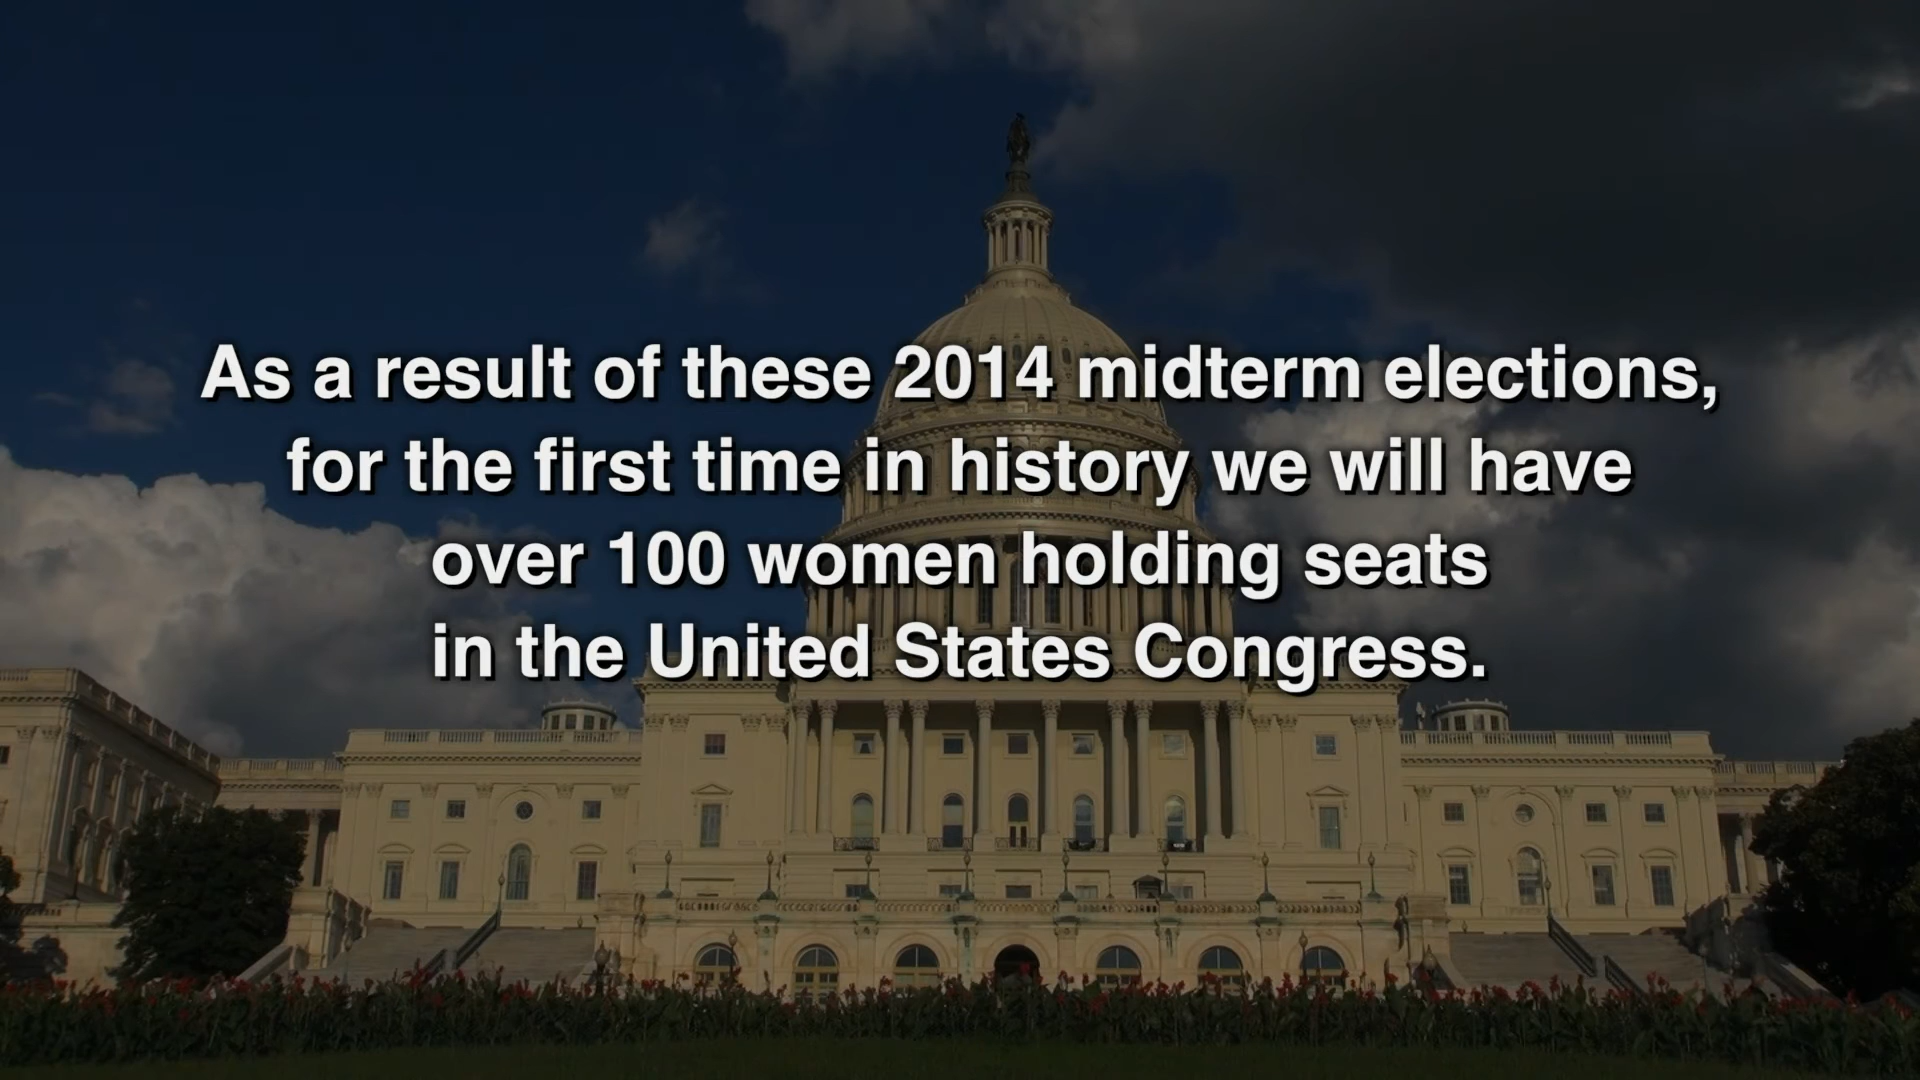 As a result of these 2014 midterm elections,
for the first time in history we will have
over 100 women holding seats
in the United States Congress.